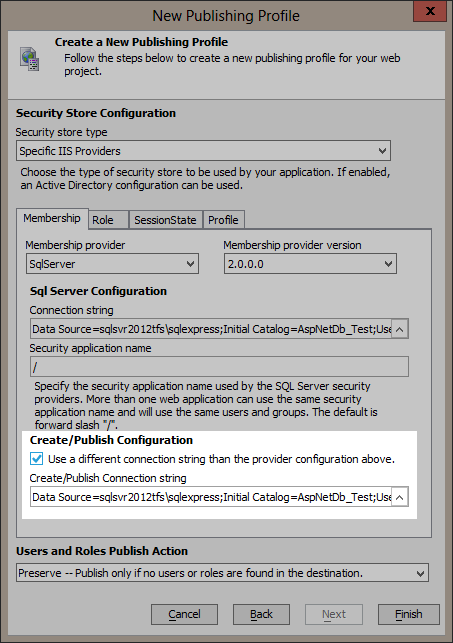 New Publishing Profile
X
Create a New Publishing Profile
Follow the steps below to create a new publishing profile for your web
project.
Security Store Configuration
Security store type
Specific IIS Providers
Choose the type of security store to be used by your application. If enabled,
an Active Directory configuration can be used.
Membership Role SessionState Profile
Membership provider Membership provider version
SqlServer 2.0.0.0
Sql Server Configuration
Connection string
Data Source=sqlsvr2012tfs\sqlexpress;Initial Catalog=AspNetDb_Test;Use
Security application name
/
Specify the security application name used by the SQL Server security
providers. More than one web application can use the same security
application name and will use the same users and groups. The default is
forward slash "/".
Create/Publish Configuration
Use a different connection string than the provider configuration above.
Create/Publish Connection string
Data Source=sqlsvr2012tfs\sqlexpress;Initial Catalog=AspNetDb_Test;Use
Users and Roles Publish Action
Preserve -- Publish only if no users or roles are found in the destination.
Cancel Back Next Finish